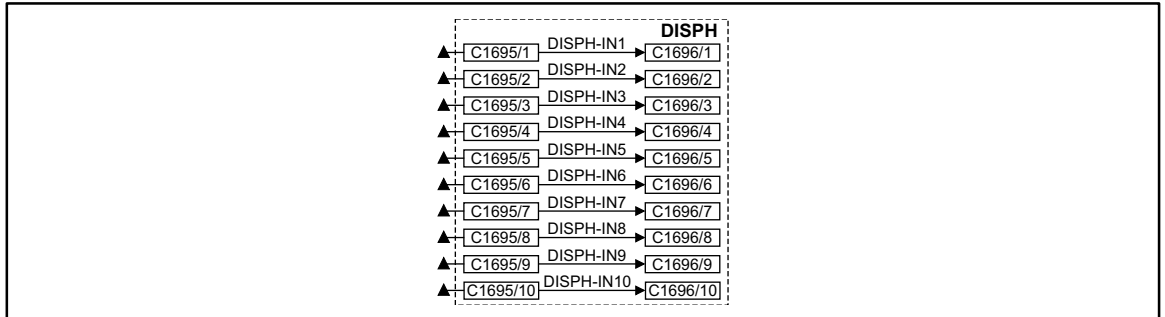 DISPH
C1695/1 DISPH-IN1 C1696/1
C1695/2 DISPH-IN2 C1696/2
C1695/3 DISPH-IN3 C1696/3
C1695/4 DISPH-IN4 C1696/4
C1695/5 DISPH-IN5 C1696/5
C1695/6 DISPH-IN6 C1696/6
C1695/7 DISPH-IN7 C1696/7
C1695/8 DISPH-IN8 C1696/8
C1695/9 DISPH-IN9 C1696/9
C1695/10 DISPH-IN10 C1696/10